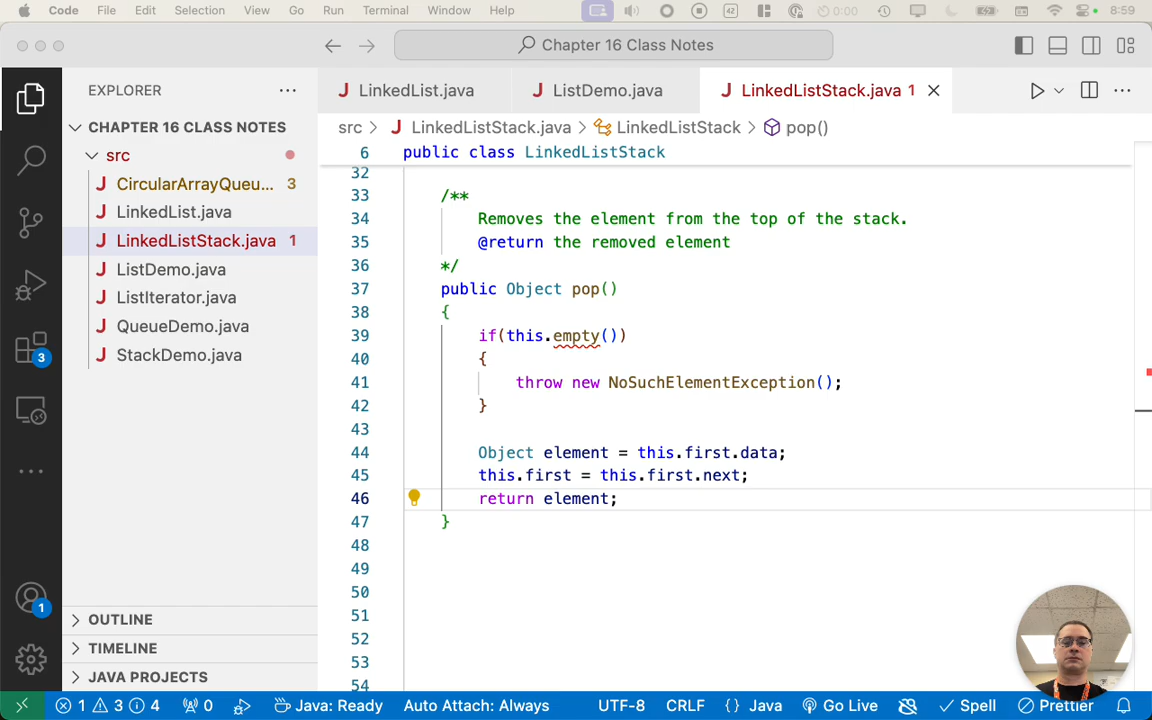 Code File Edit Selection View Go Run Terminal Window Help 42 0:00 8:59
Chapter 16 Class Notes
EXPLORER
CHAPTER 16 CLASS NOTES
src
CircularArrayQueu... 3
LinkedList.java
LinkedListStack.java 1
ListDemo.java
ListIterator.java
QueueDemo.java
StackDemo.java
OUTLINE
TIMELINE
JAVA PROJECTS
3
1
LinkedList.java ListDemo.java LinkedListStack.java 1
src > LinkedListStack.java > LinkedListStack > pop()
6 public class LinkedListStack
32
33 /**
34 Removes the element from the top of the stack.
35 @return the removed element
36 */
37 public Object pop()
38 {
39 if(this.empty())
40 {
41 throw new NoSuchElementException();
42 }
43
44 Object element = this.first.data;
45 this.first = this.first.next;
46 return element;
47 }
48
49
50
51
52
53
54
1 3 4 0 Java: Ready Auto Attach: Always UTF-8 CRLF {} Java Go Live Spell Prettier